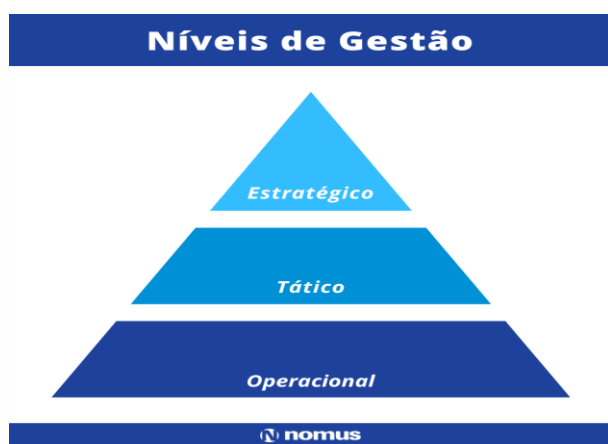 Níveis de Gestão
Estratégico
Tático
Operacional
nomus